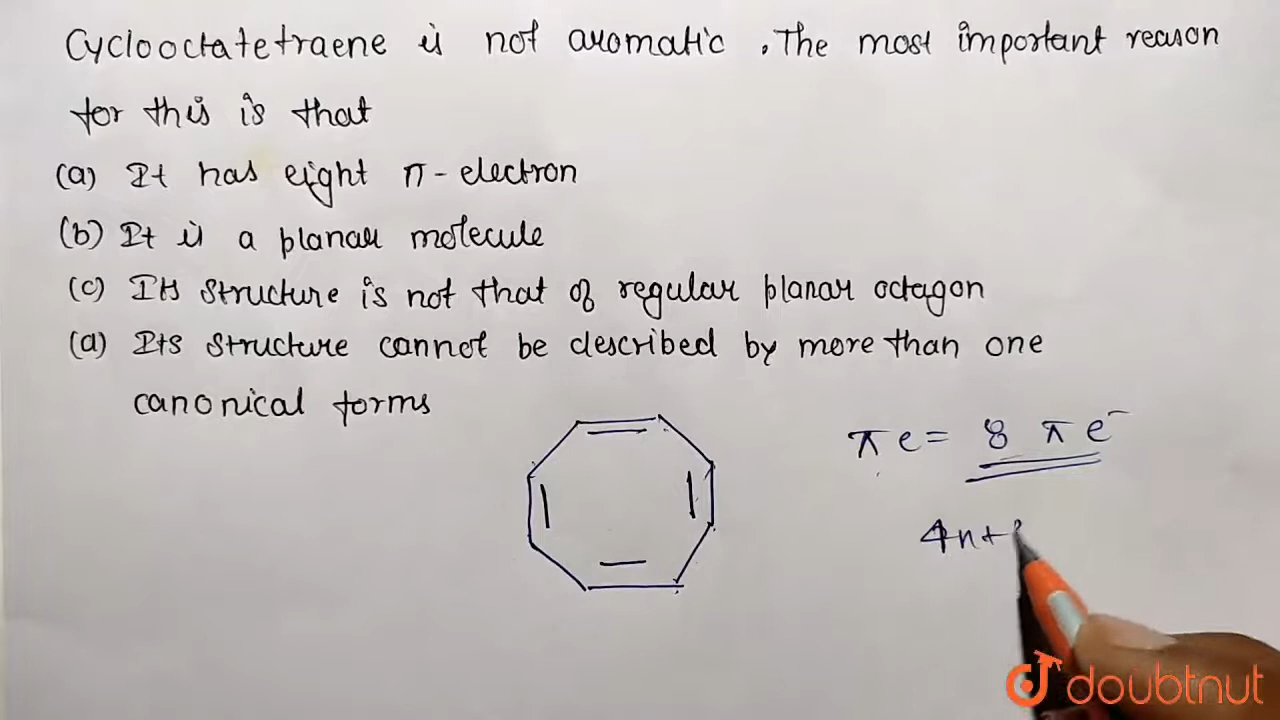 Cyclooctatetraene is not aromatic . The most important reason
for this is that
(a) It has eight π - electron
(b) It is a planar molecule
(c) Its structure is not that of regular planar octagon
(d) Its structure cannot be described by more than one
canonical forms
π e = 8 π e⁻
4n+
doubtnut